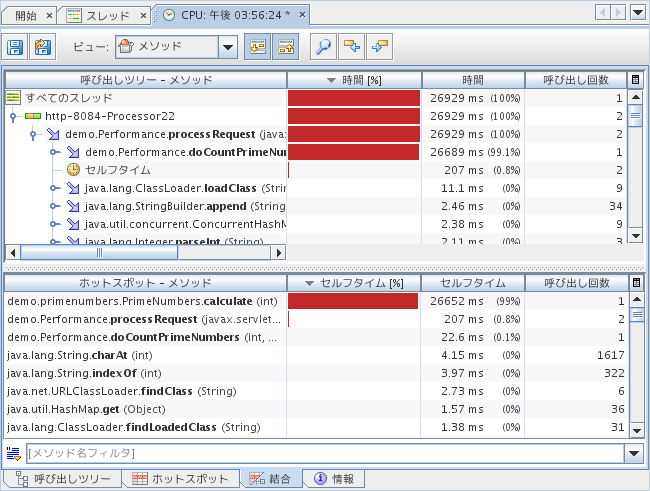 開始 スレッド CPU: 午後 03:56:24 *
ビュー: メソッド
呼び出しツリー – メソッド 時間 [%] 時間 呼び出し回数
すべてのスレッド 26929 ms (100%) 1
http-8084-Processor22 26929 ms (100%) 2
demo.Performance.processRequest (java: 26929 ms (100%) 2
demo.Performance.doCountPrimeNum 26689 ms (99.1%) 1
セルフタイム 207 ms (0.8%) 2
java.lang.ClassLoader.loadClass (Strin 11.1 ms (0%) 9
java.lang.StringBuilder.append (String 2.46 ms (0%) 34
java.util.concurrent.ConcurrentHashM 2.38 ms (0%) 9
java.lang.Integer.parseInt (String) 2.11 ms (0%) 3
ホットスポット – メソッド セルフタイム [%] セルフタイム 呼び出し回数
demo.primenumbers.PrimeNumbers.calculate (int) 26652 ms (99%) 1
demo.Performance.processRequest (javax.servlet... 207 ms (0.8%) 2
demo.Performance.doCountPrimeNumbers (int, ... 22.6 ms (0.1%) 1
java.lang.String.charAt (int) 4.15 ms (0%) 1617
java.lang.String.indexOf (int) 3.97 ms (0%) 322
java.net.URLClassLoader.findClass (String) 2.73 ms (0%) 6
java.util.HashMap.get (Object) 1.57 ms (0%) 36
java.lang.ClassLoader.findLoadedClass (String) 1.38 ms (0%) 31
[メソッド名フィルタ]
呼び出しツリー ホットスポット 結合 情報